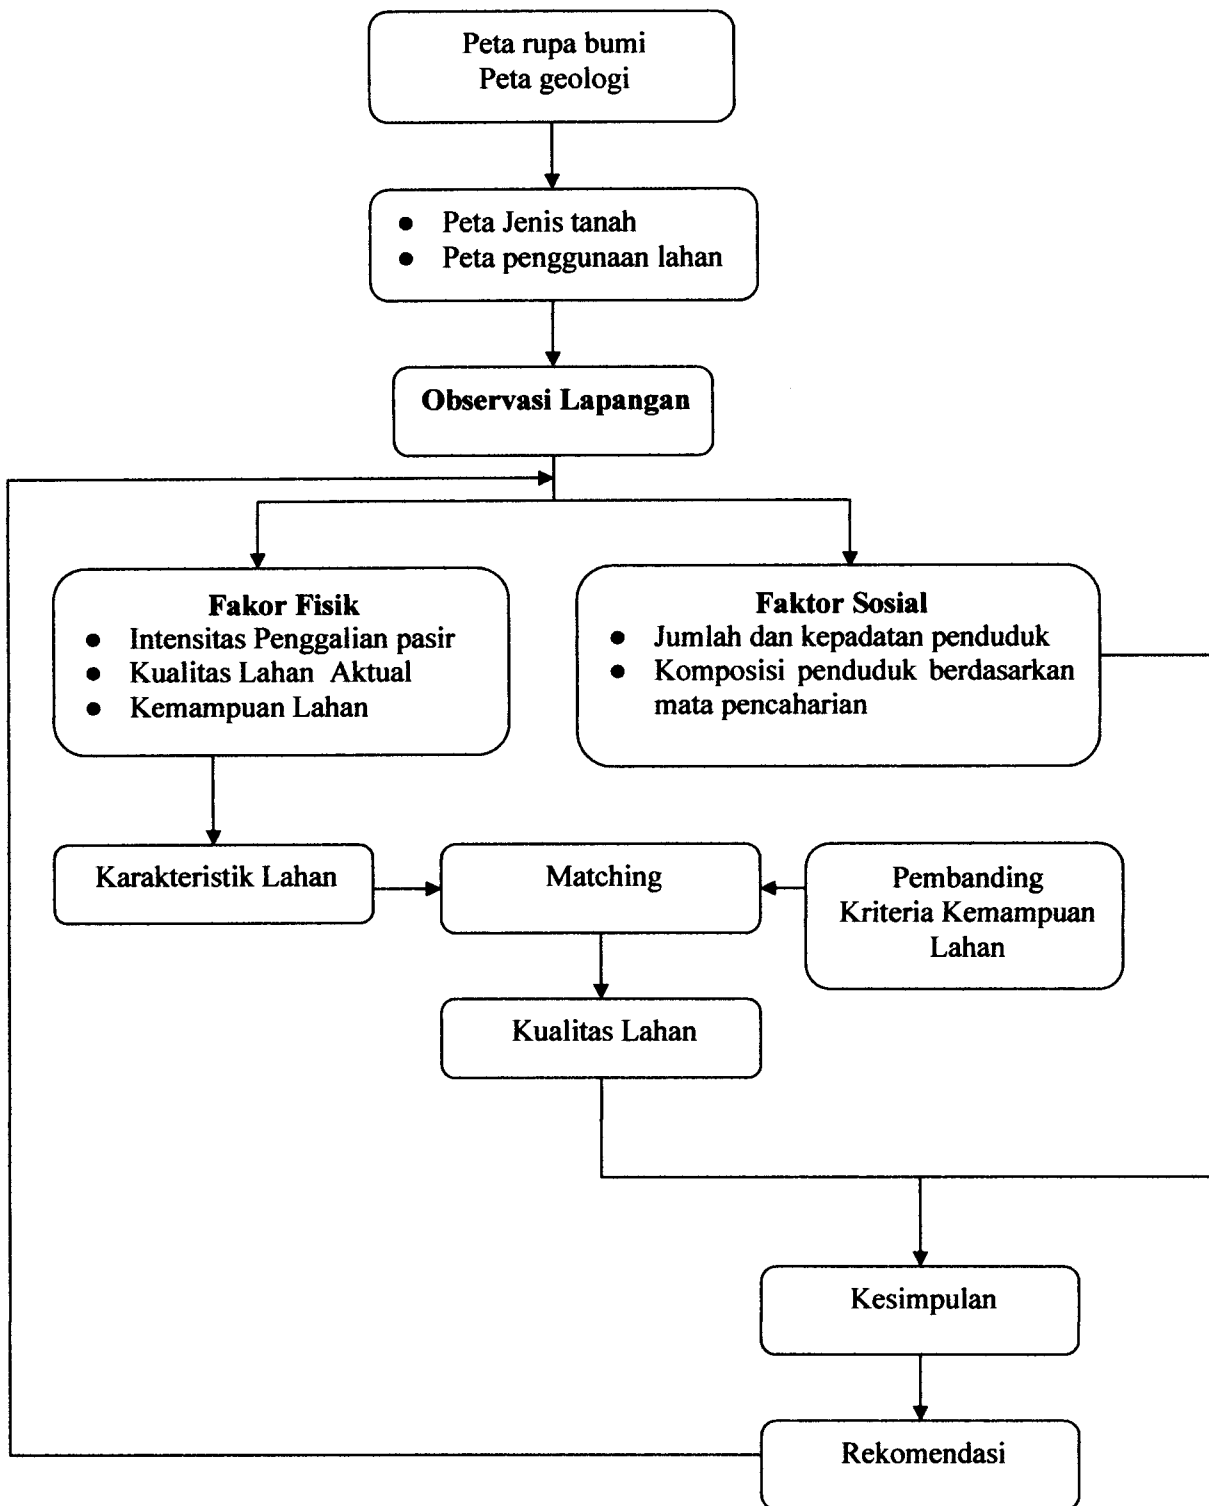 Peta rupa bumi
Peta geologi
● Peta Jenis tanah
● Peta penggunaan lahan
Observasi Lapangan
Fakor Fisik
● Intensitas Penggalian pasir
● Kualitas Lahan Aktual
● Kemampuan Lahan
Faktor Sosial
● Jumlah dan kepadatan penduduk
● Komposisi penduduk berdasarkan
mata pencaharian
Karakteristik Lahan
Matching
Pembanding
Kriteria Kemampuan
Lahan
Kualitas Lahan
Kesimpulan
Rekomendasi